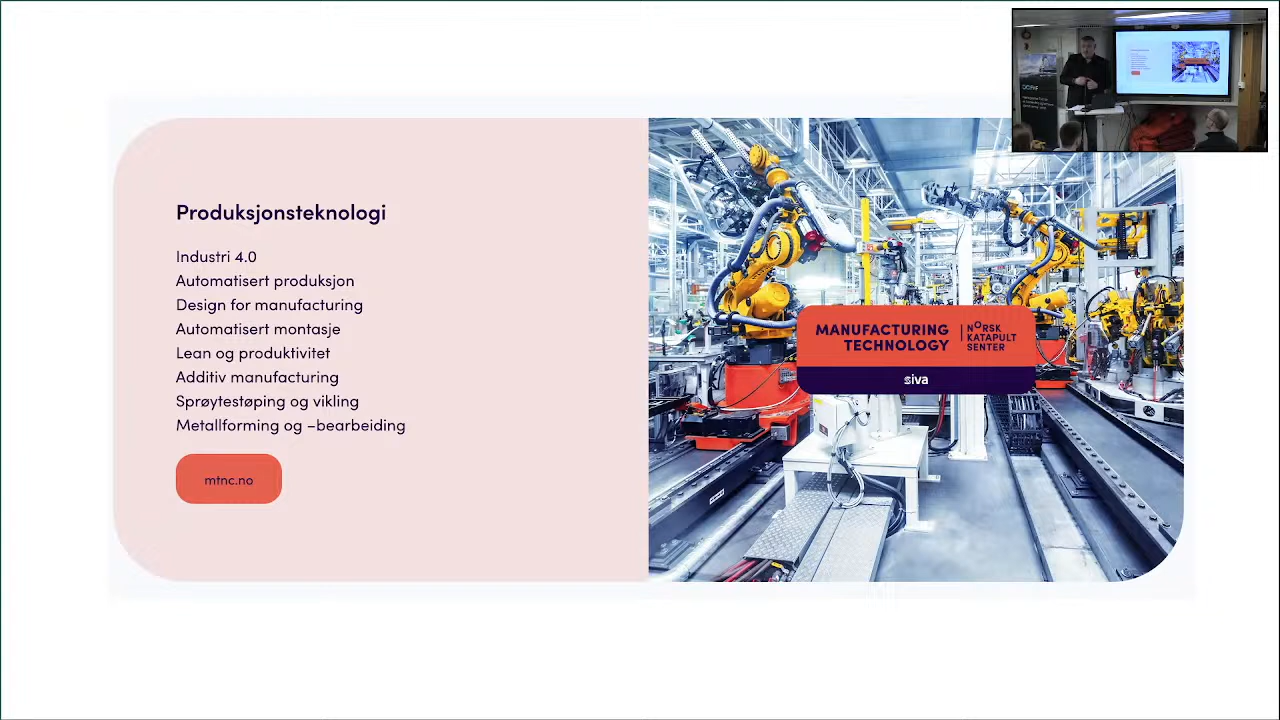 Produksjonsteknologi
Industri 4.0
Automatisert produksjon
Design for manufacturing
Automatisert montasje
Lean og produktivitet
Additiv manufacturing
Sprøytestøping og vikling
Metallforming og –bearbeiding
mtnc.no
MANUFACTURING
TECHNOLOGY
NORSK
KATAPULT
SENTER
siva